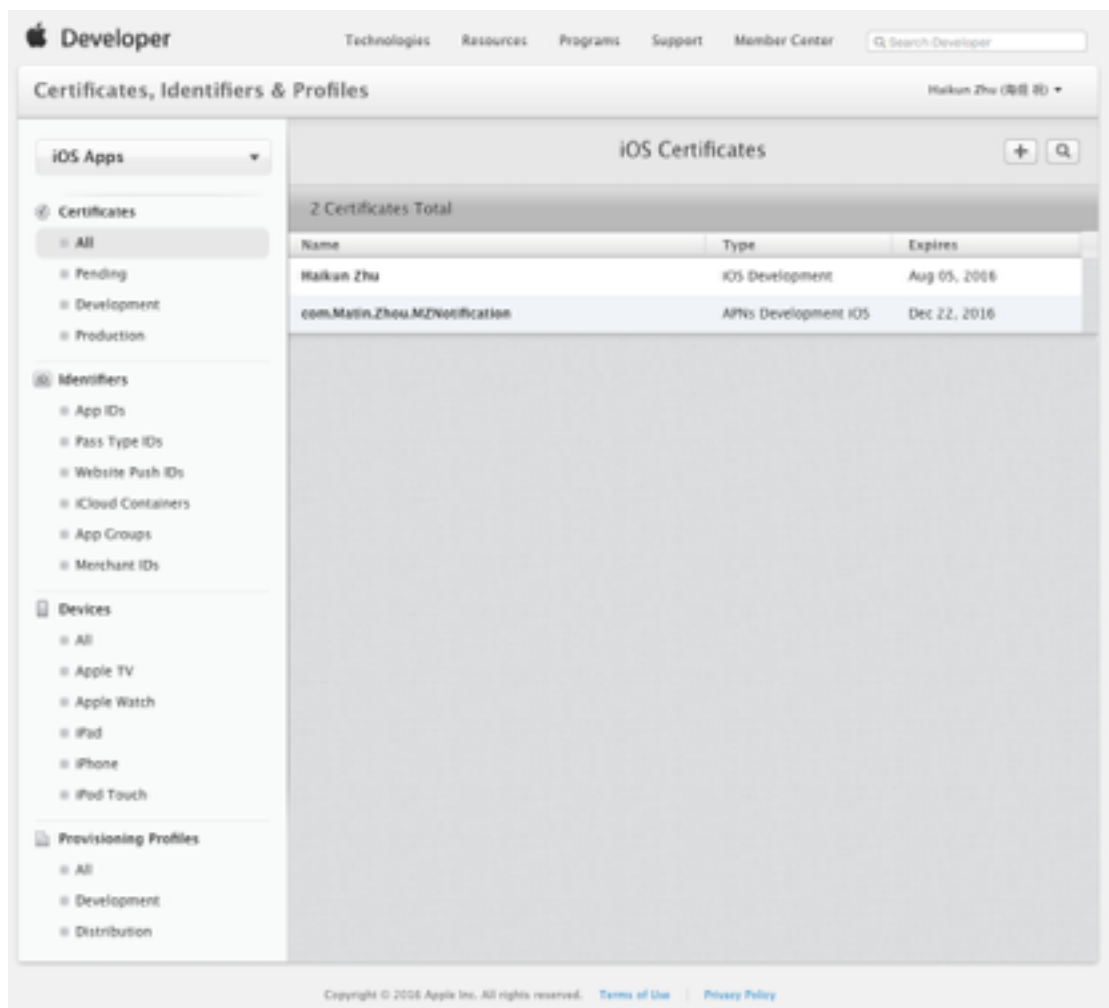 Developer
Technologies Resources Programs Support Member Center Search Developer
Certificates, Identifiers & Profiles
Haikun Zhu
iOS Apps
iOS Certificates
Certificates
2 Certificates Total
All
Name Type Expires
Pending
Haikun Zhu iOS Development Aug 05, 2016
Development
com.Matin.Zhou.MZNotification APNs Development iOS Dec 22, 2016
Production
Identifiers
App IDs
Pass Type IDs
Website Push IDs
iCloud Containers
App Groups
Merchant IDs
Devices
All
Apple TV
Apple Watch
iPad
iPhone
iPod Touch
Provisioning Profiles
All
Development
Distribution
Copyright © 2016 Apple Inc. All rights reserved. Terms of Use | Privacy Policy